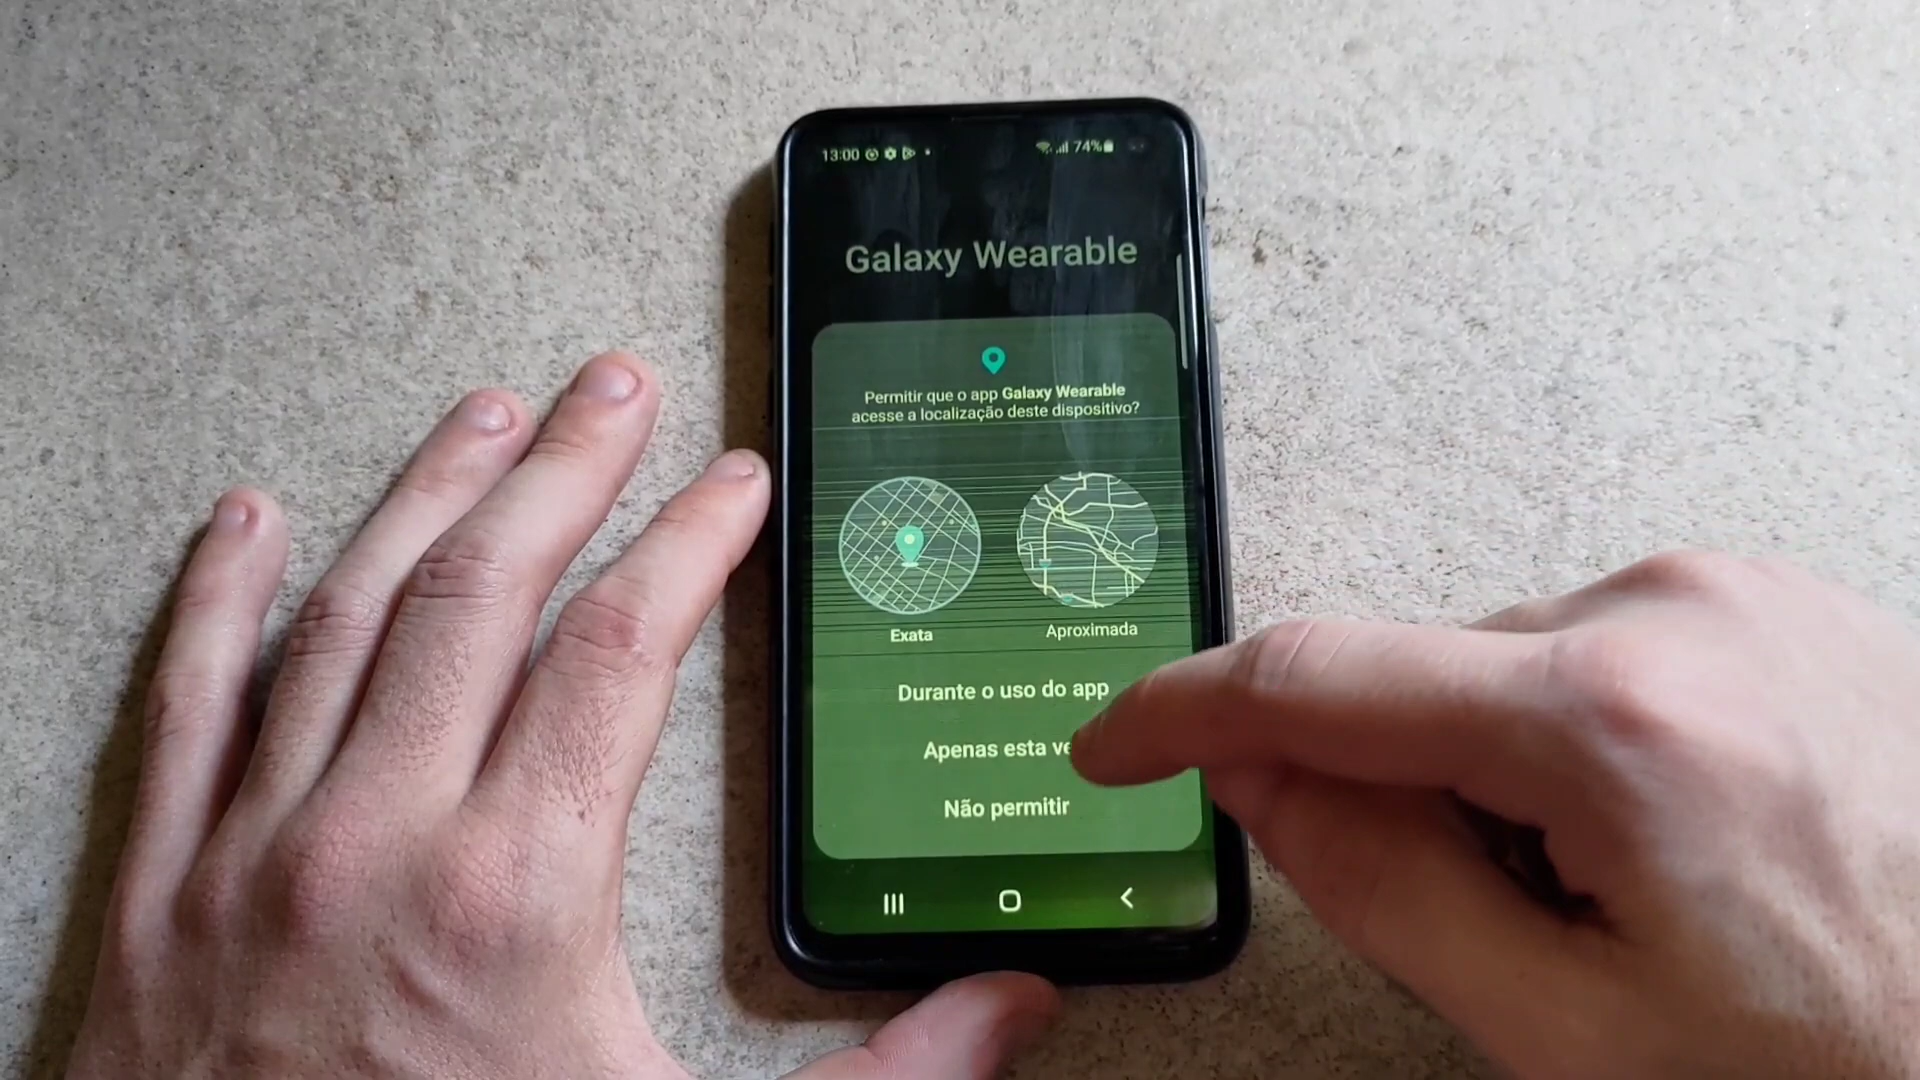 13:00
74%
Galaxy Wearable
Permitir que o app Galaxy Wearable
acesse a localização deste dispositivo?
Exata
Aproximada
Durante o uso do app
Apenas esta
Não permitir